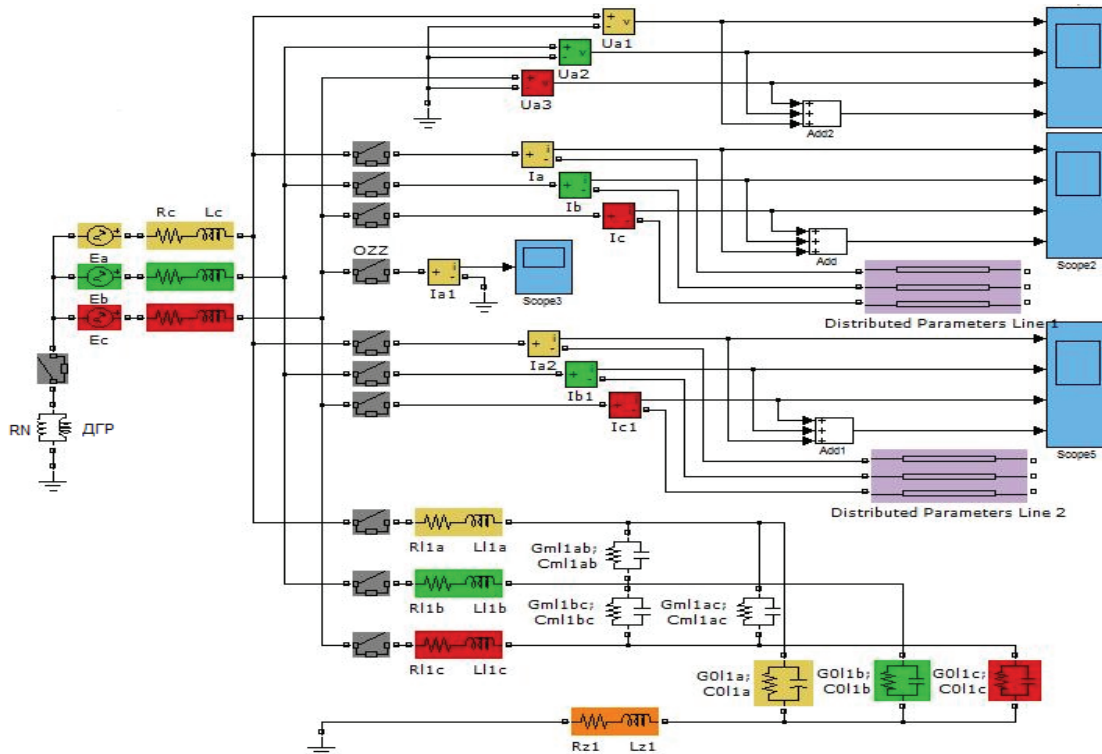 Ua1
Ua2
Ua3
Add2
Ia
Ib
Ic
Add
Scope2
Rc Lc
Ea
Eb
Ec
OZZ
Ia1
Scope3
Distributed Parameters Line 1
Ia2
Ib1
Ic1
Add1
Scope5
Distributed Parameters Line 2
RN ДГР
Rl1a Ll1a
Gml1ab;
Cml1ab
Rl1b Ll1b
Gml1bc;
Cml1bc
Gml1ac;
Cml1ac
Rl1c Ll1c
G0l1a;
C0l1a
G0l1b;
C0l1b
G0l1c;
C0l1c
Rz1 Lz1